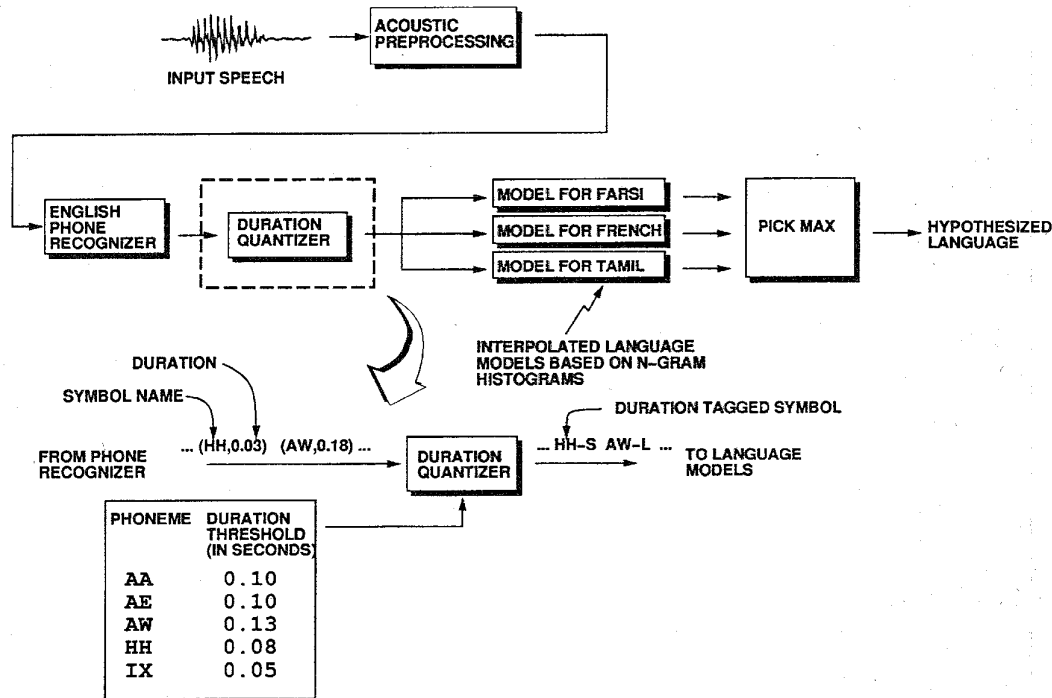 ACOUSTIC
PREPROCESSING
INPUT SPEECH
ENGLISH
PHONE
RECOGNIZER
DURATION
QUANTIZER
MODEL FOR FARSI
MODEL FOR FRENCH
MODEL FOR TAMIL
PICK MAX
HYPOTHESIZED
LANGUAGE
INTERPOLATED LANGUAGE
MODELS BASED ON N-GRAM
HISTOGRAMS
DURATION
SYMBOL NAME
... (HH,0.03) (AW,0.18) ...
FROM PHONE
RECOGNIZER
DURATION
QUANTIZER
DURATION TAGGED SYMBOL
... HH-S AW-L ...
TO LANGUAGE
MODELS
PHONEME DURATION
THRESHOLD
(IN SECONDS)
AA 0.10
AE 0.10
AW 0.13
HH 0.08
IX 0.05